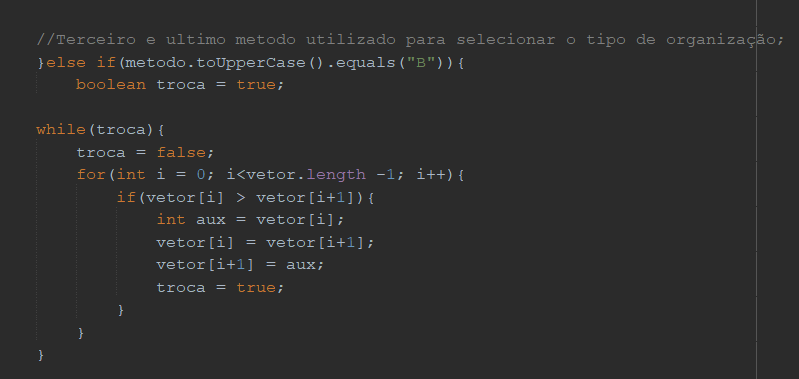 //Terceiro e ultimo metodo utilizado para selecionar o tipo de organização;
}else if(metodo.toUpperCase().equals("B")){
boolean troca = true;
while(troca){
troca = false;
for(int i = 0; i<vetor.length -1; i++){
if(vetor[i] > vetor[i+1]){
int aux = vetor[i];
vetor[i] = vetor[i+1];
vetor[i+1] = aux;
troca = true;
}
}
}